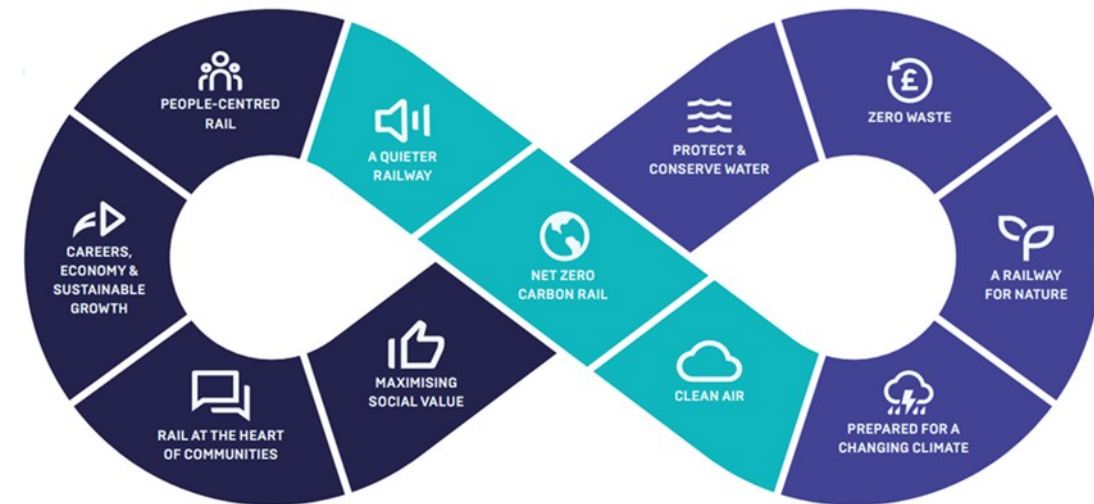 PEOPLE-CENTRED
RAIL
A QUIETER
RAILWAY
CAREERS,
ECONOMY &
SUSTAINABLE
GROWTH
RAIL AT THE HEART
OF COMMUNITIES
MAXIMISING
SOCIAL VALUE
NET ZERO
CARBON RAIL
CLEAN AIR
PROTECT &
CONSERVE WATER
£
ZERO WASTE
A RAILWAY
FOR NATURE
PREPARED FOR A
CHANGING CLIMATE